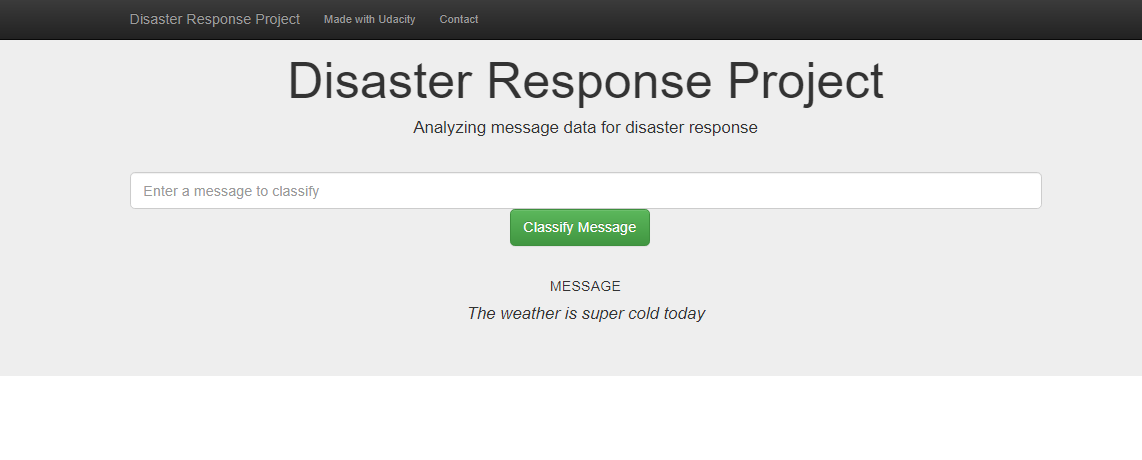 Disaster Response Project Made with Udacity Contact
Disaster Response Project
Analyzing message data for disaster response
Enter a message to classify
Classify Message
MESSAGE
The weather is super cold today